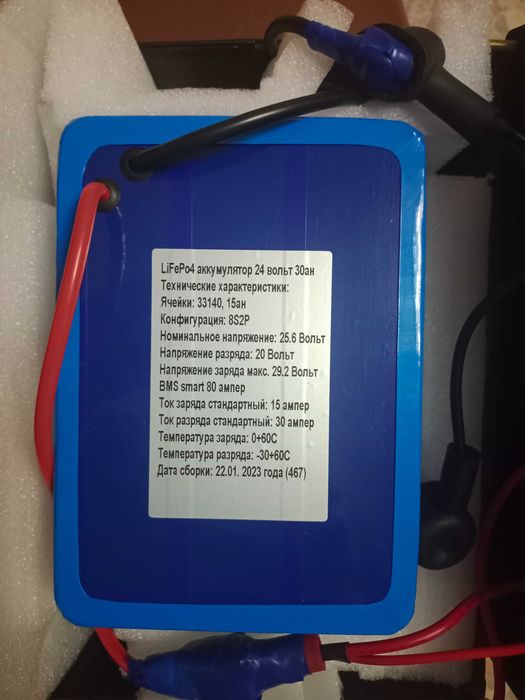 LiFePo4 аккумулятор 24 вольт 30ан
Технические характеристики:
Ячейки: 33140, 15ан
Конфигурация: 8S2P
Номинальное напряжение: 25.6 Вольт
Напряжение разряда: 20 Вольт
Напряжение заряда макс. 29.2 Вольт
BMS smart 80 ампер
Ток заряда стандартный: 15 ампер
Ток разряда стандартный: 30 ампер
Температура заряда: 0+60С
Температура разряда: -30+60С
Дата сборки: 22.01. 2023 года (467)